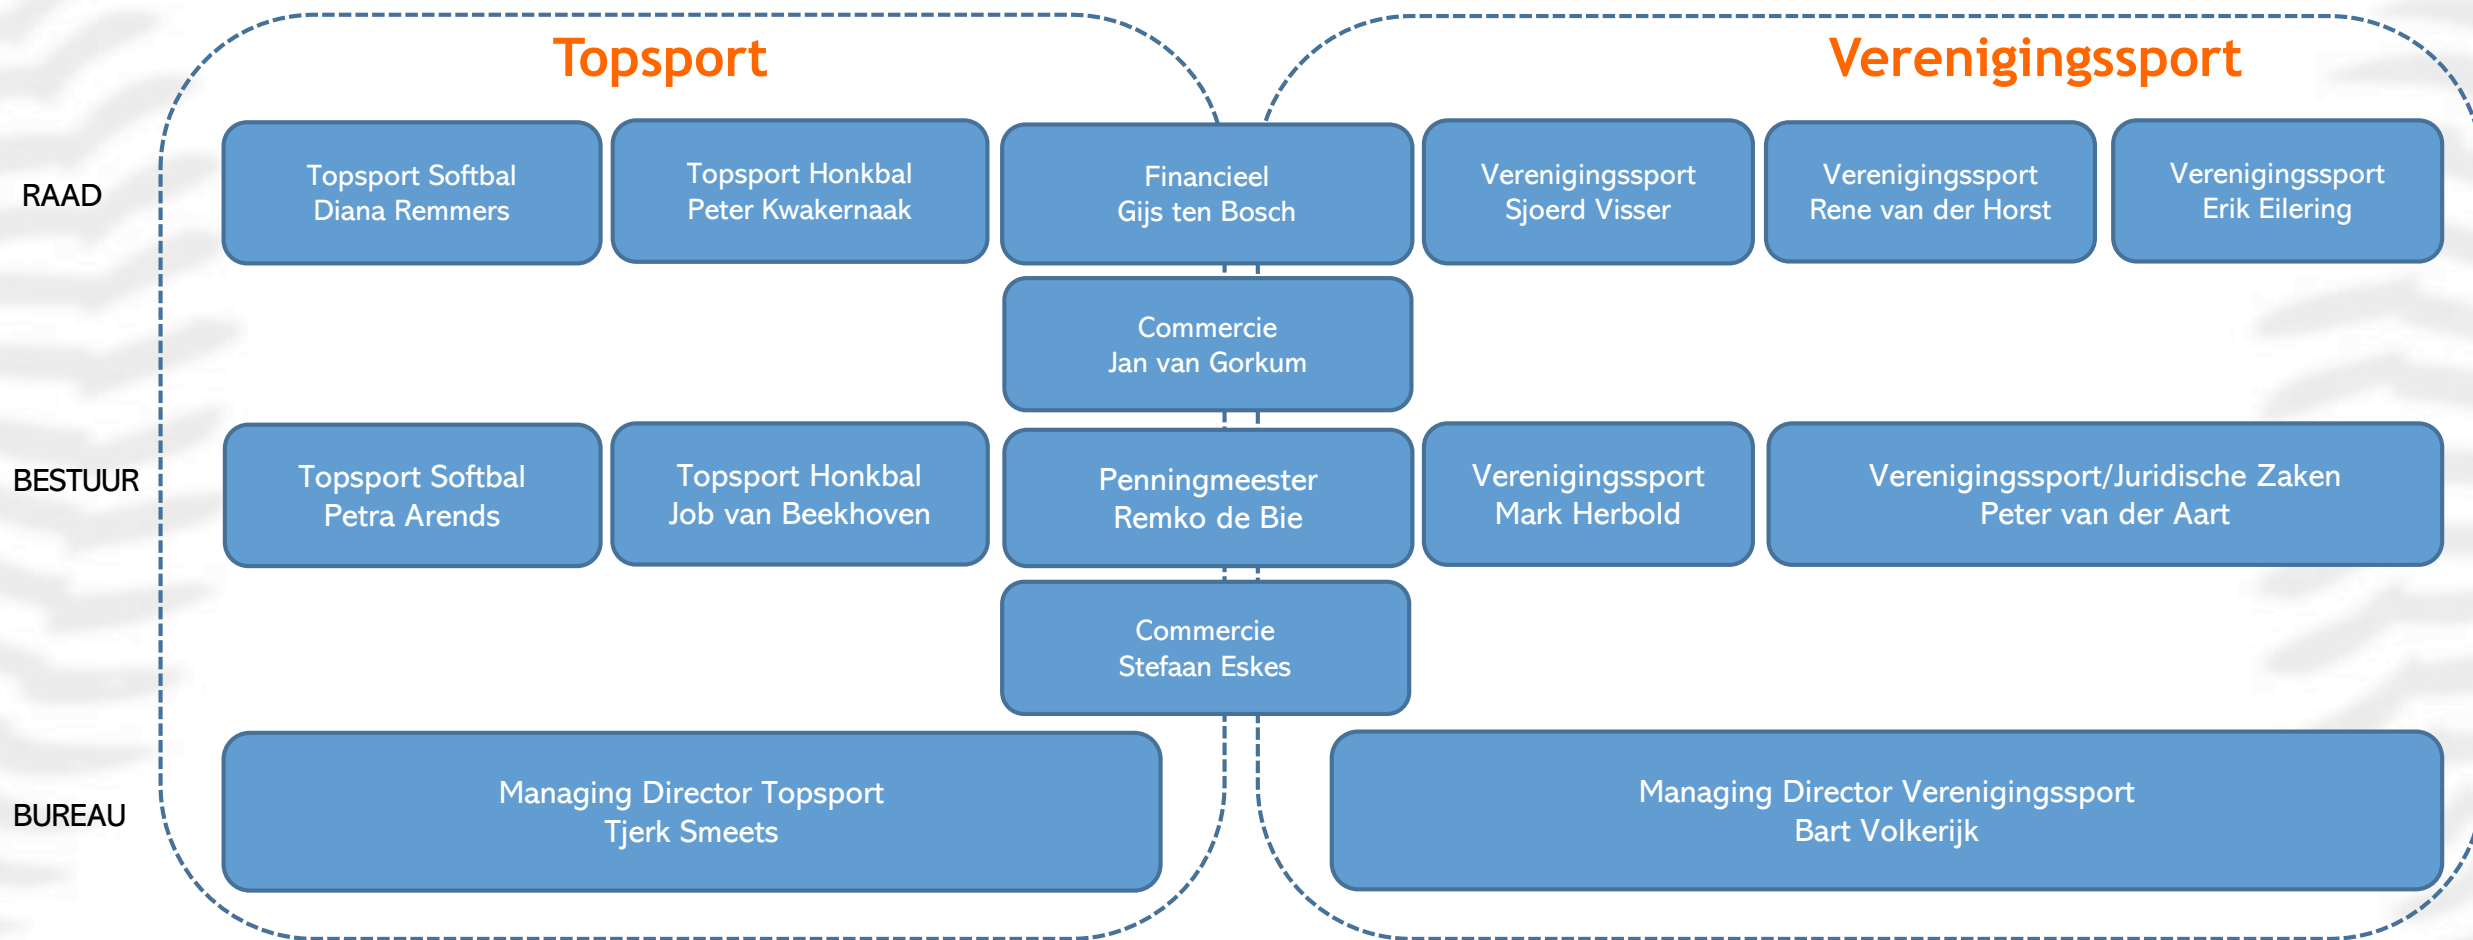 Topsport
Verenigingssport
RAAD
Topsport Softbal
Diana Remmers
Topsport Honkbal
Peter Kwakernaak
Financieel
Gijs ten Bosch
Verenigingssport
Sjoerd Visser
Verenigingssport
Rene van der Horst
Verenigingssport
Erik Eilering
Commercie
Jan van Gorkum
BESTUUR
Topsport Softbal
Petra Arends
Topsport Honkbal
Job van Beekhoven
Penningmeester
Remko de Bie
Verenigingssport
Mark Herbold
Verenigingssport/Juridische Zaken
Peter van der Aart
Commercie
Stefaan Eskes
BUREAU
Managing Director Topsport
Tjerk Smeets
Managing Director Verenigingssport
Bart Volkerijk